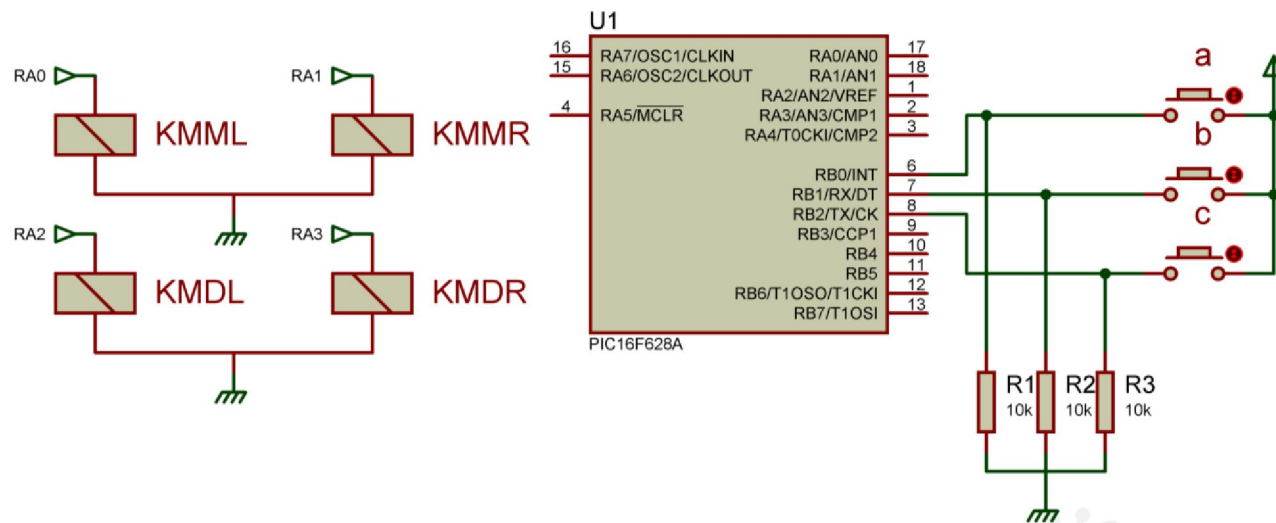 RA0
KMML
RA1
KMMR
RA2
KMDL
RA3
KMDR
U1
16
RA7/OSC1/CLKIN
15
RA6/OSC2/CLKOUT
4
RA5/MCLR
RA0/AN0
17
RA1/AN1
18
RA2/AN2/VREF
1
RA3/AN3/CMP1
2
RA4/T0CKI/CMP2
3
RB0/INT
6
RB1/RX/DT
7
RB2/TX/CK
8
RB3/CCP1
9
RB4
10
RB5
11
RB6/T1OSO/T1CKI
12
RB7/T1OSI
13
PIC16F628A
a
b
c
R1
10k
R2
10k
R3
10k